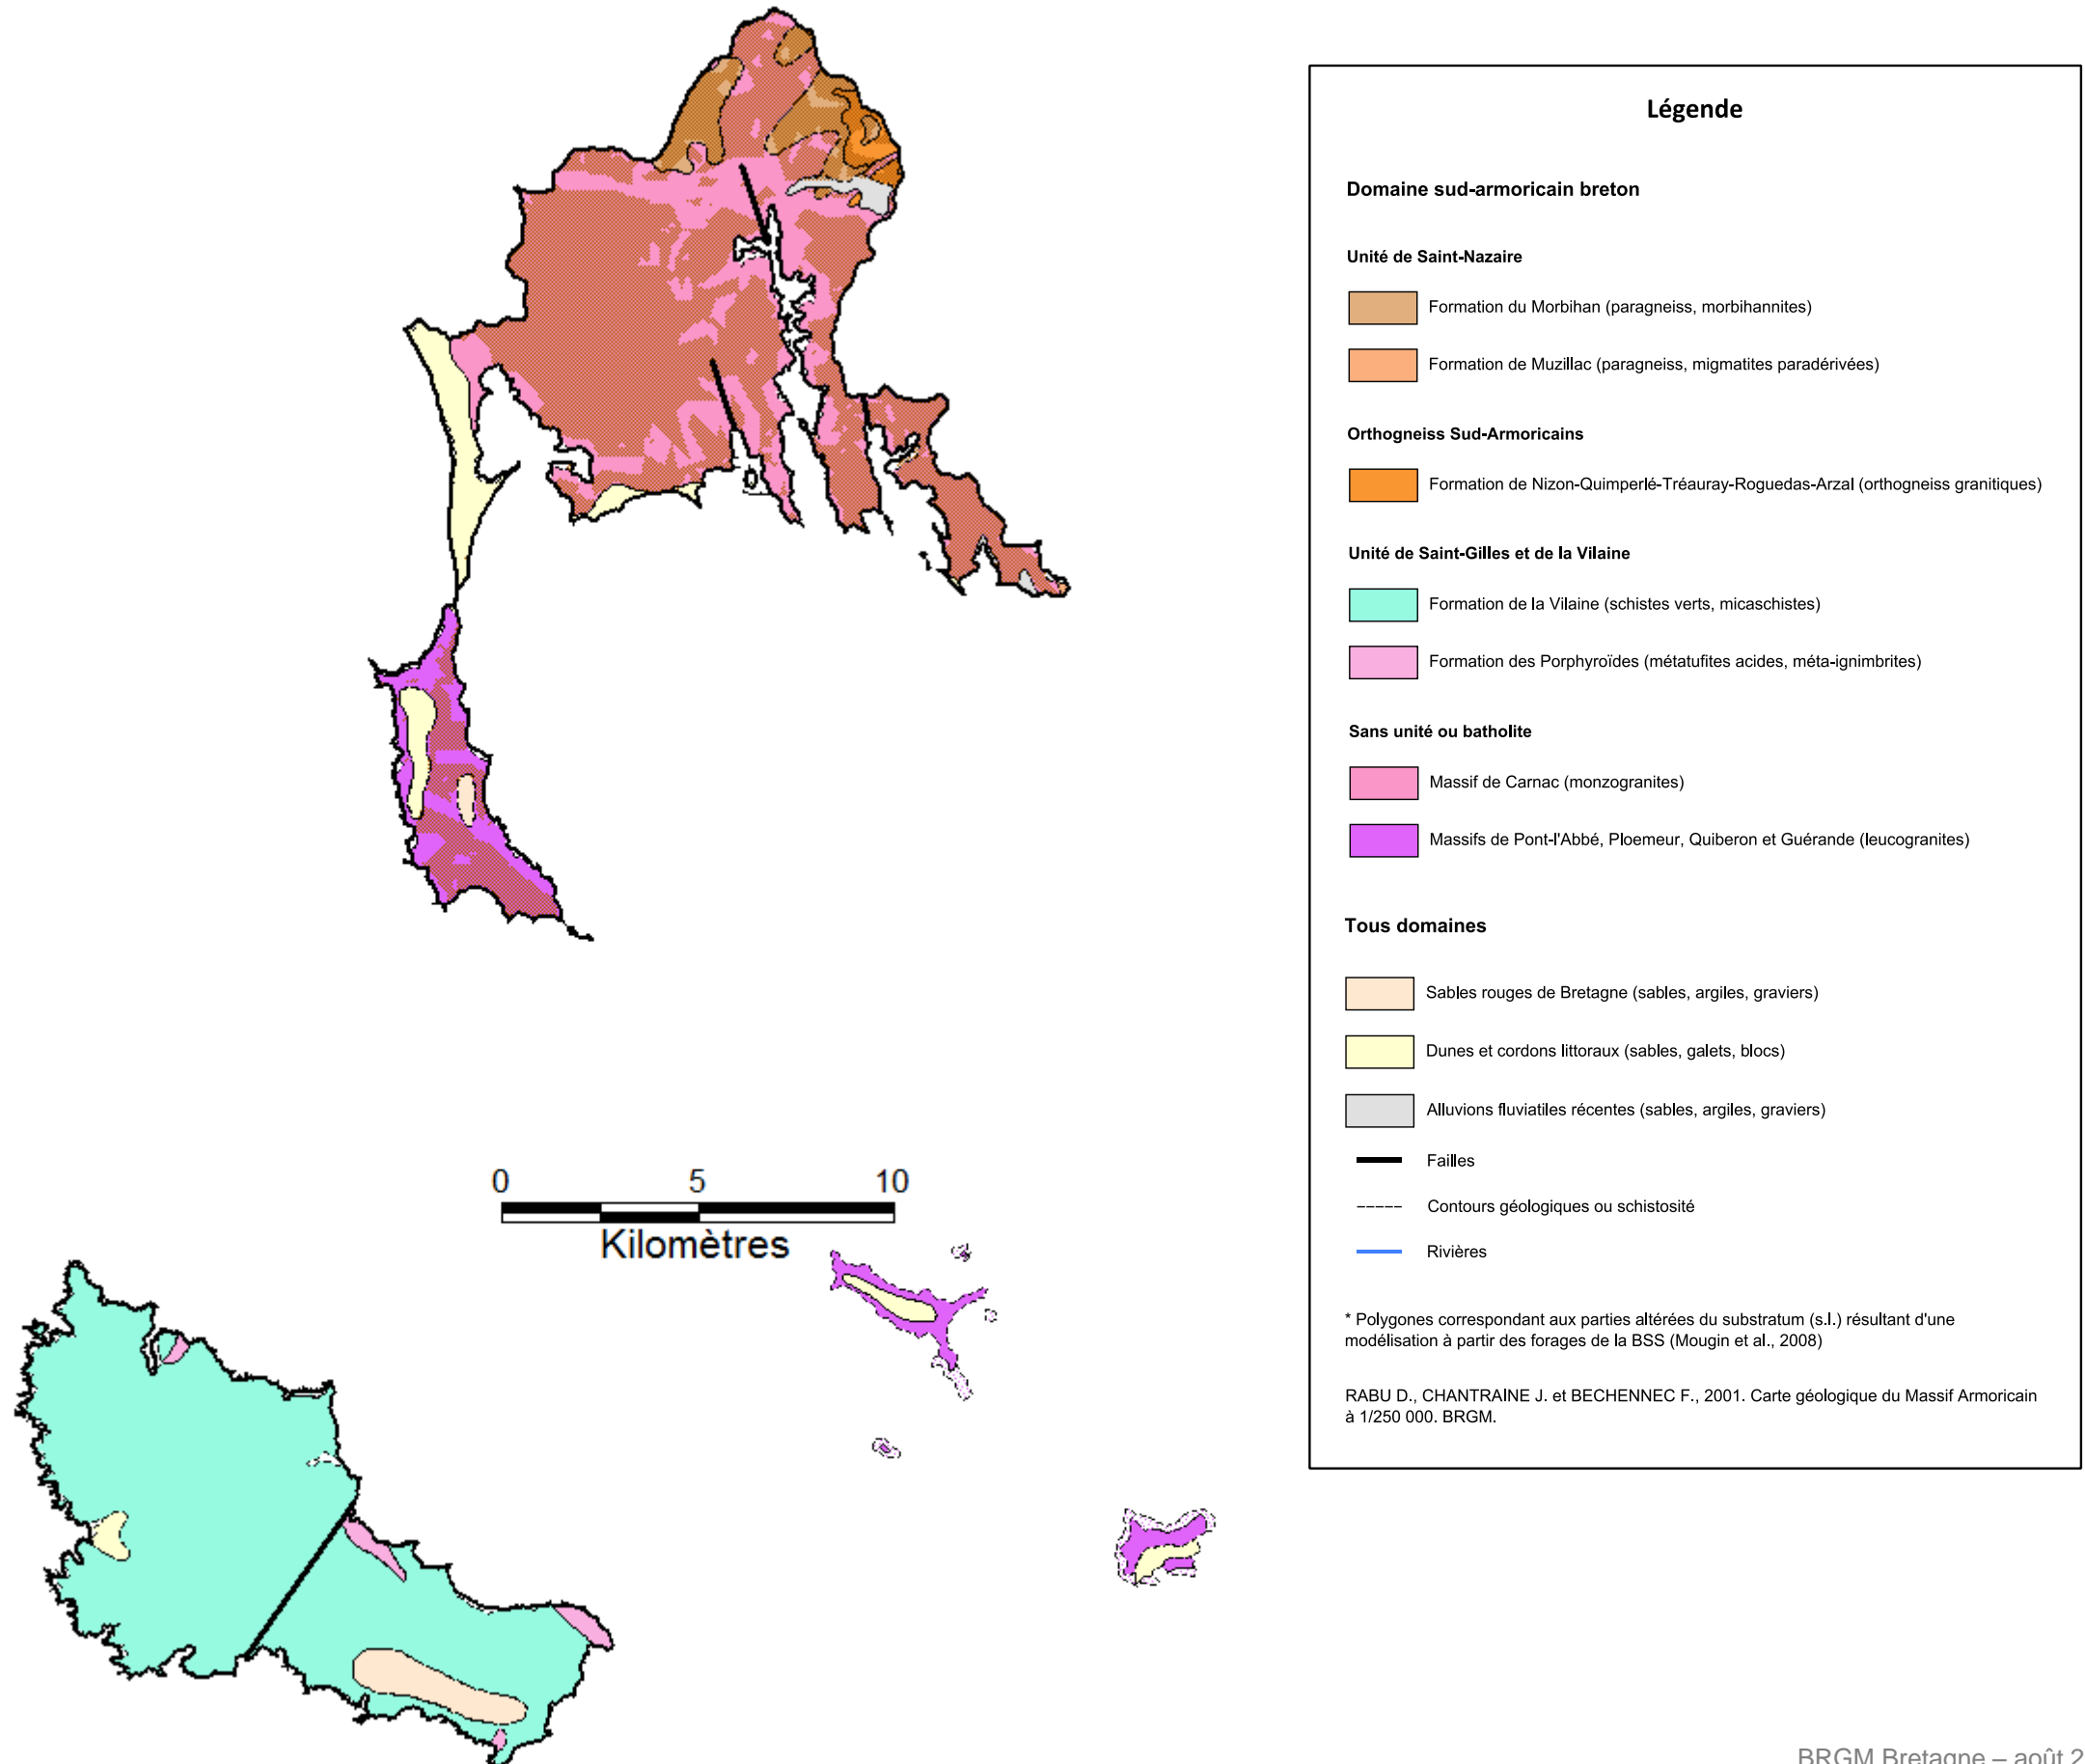 Légende
Domaine sud-armoricain breton
Unité de Saint-Nazaire
Formation du Morbihan (paragneiss, morbihannites)
Formation de Muzillac (paragneiss, migmatites paradérivées)
Orthogneiss Sud-Armoricains
Formation de Nizon-Quimperlé-Tréauray-Roguedas-Arzal (orthogneiss granitiques)
Unité de Saint-Gilles et de la Vilaine
Formation de la Vilaine (schistes verts, micaschistes)
Formation des Porphyroïdes (métatufites acides, méta-ignimbrites)
Sans unité ou batholite
Massif de Carnac (monzogranites)
Massifs de Pont-l'Abbé, Ploemeur, Quiberon et Guérande (leucogranites)
Tous domaines
Sables rouges de Bretagne (sables, argiles, graviers)
Dunes et cordons littoraux (sables, galets, blocs)
Alluvions fluviatiles récentes (sables, argiles, graviers)
Failles
Contours géologiques ou schistosité
Rivières
* Polygones correspondant aux parties altérées du substratum (s.l.) résultant d'une
modélisation à partir des forages de la BSS (Mougin et al., 2008)
RABU D., CHANTRAINE J. et BECHENNEC F., 2001. Carte géologique du Massif Armoricain
à 1/250 000. BRGM.
0 5 10
Kilomètres
BRGM Bretagne – août 2